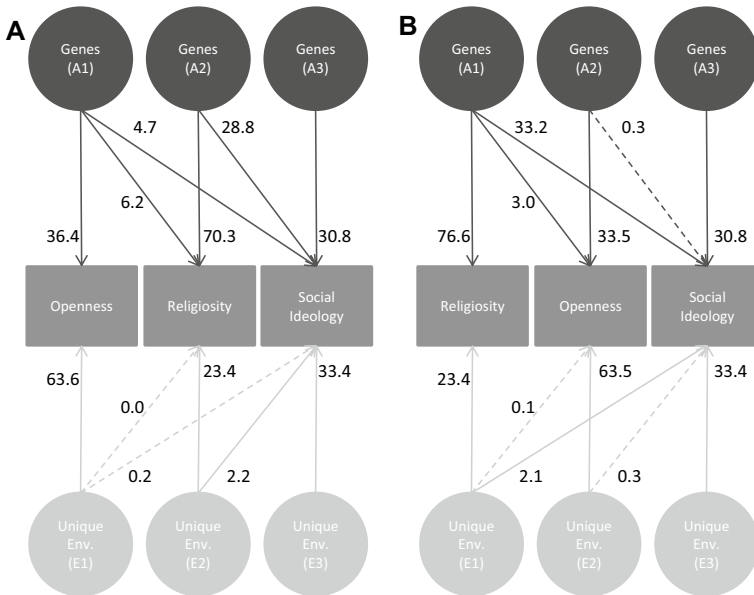 A
B
Genes
(A1)
Genes
(A2)
Genes
(A3)
Genes
(A1)
Genes
(A2)
Genes
(A3)
4.7
28.8
33.2
0.3
6.2
3.0
36.4
70.3
30.8
76.6
33.5
30.8
Openness
Religiosity
Social
Ideology
Religiosity
Openness
Social
Ideology
63.6
23.4
33.4
23.4
63.5
33.4
0.0
0.1
0.2
2.2
2.1
0.3
Unique
Env.
(E1)
Unique
Env.
(E2)
Unique
Env.
(E3)
Unique
Env.
(E1)
Unique
Env.
(E2)
Unique
Env.
(E3)